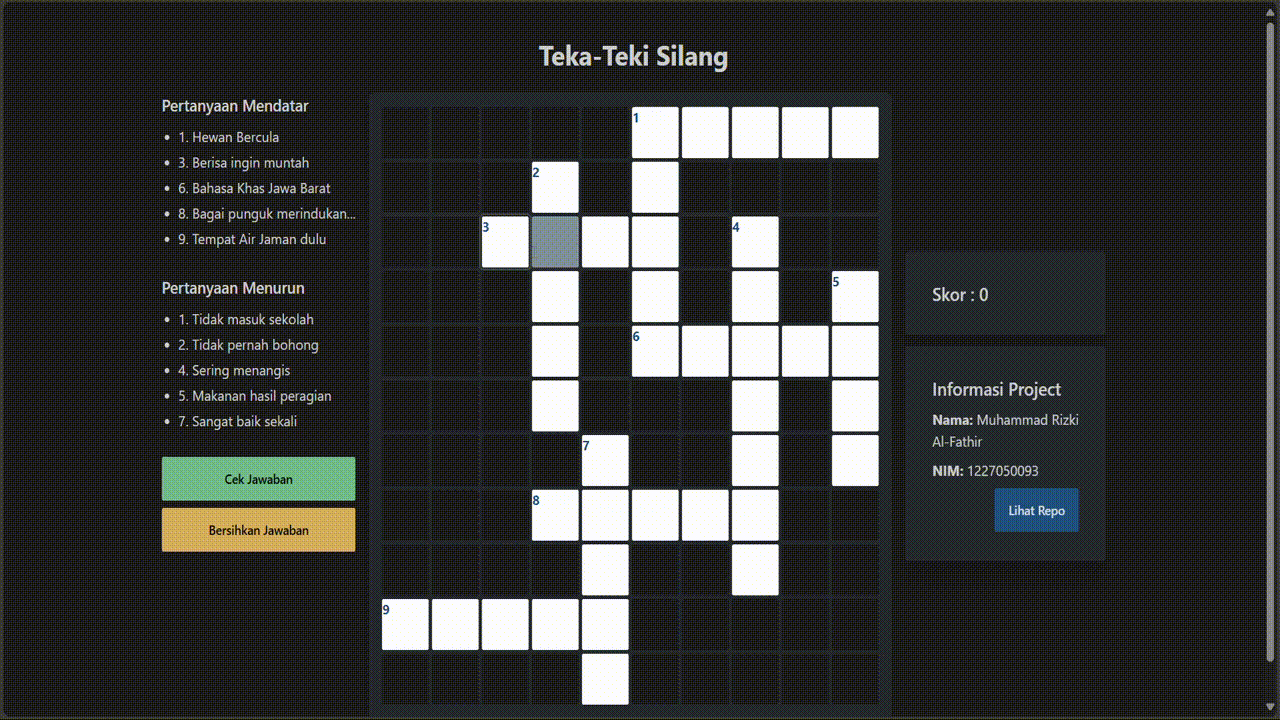 Teka-Teki Silang
Pertanyaan Mendatar
1. Hewan Bercula
3. Berisa ingin muntah
6. Bahasa Khas Jawa Barat
8. Bagai punguk merindukan...
9. Tempat Air Jaman dulu
Pertanyaan Menurun
1. Tidak masuk sekolah
2. Tidak pernah bohong
4. Sering menangis
5. Makanan hasil peragian
7. Sangat baik sekali
Cek Jawaban
Bersihkan Jawaban
1
2
3
4
5
6
7
8
9
Skor : 0
Informasi Project
Nama: Muhammad Rizki
Al-Fathir
NIM: 1227050093
Lihat Repo